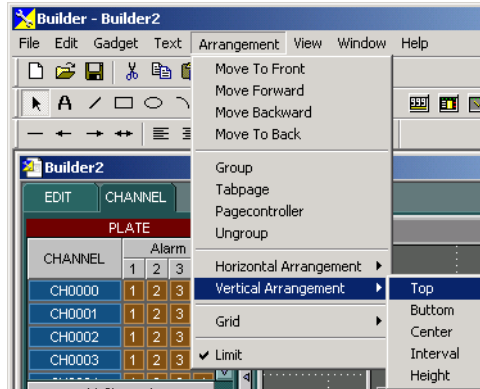 Builder - Builder2
File Edit Gadget Text Arrangement View Window Help
Move To Front
Move Forward
Move Backward
Move To Back
Group
Tabpage
Pagecontroller
Ungroup
Horizontal Arrangement
Vertical Arrangement
Grid
Limit
Top
Buttom
Center
Interval
Height
A
Builder2
EDIT CHANNEL
PLATE
CHANNEL Alarm
1 2 3
CH0000 1 2 3
CH0001 1 2 3
CH0002 1 2 3
CH0003 1 2 3